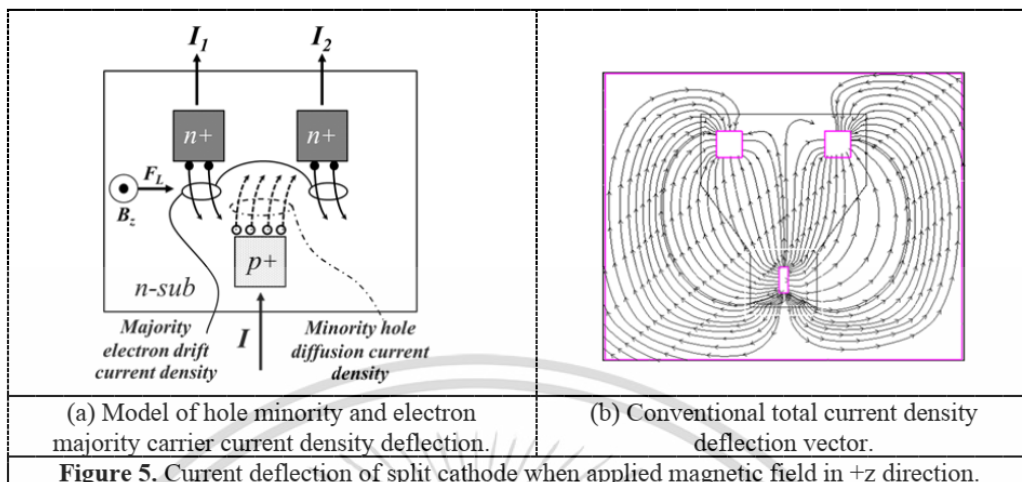 I1 I2
n+ n+
FL
Bz
p+
n-sub
Majority
electron drift
current density
I
Minority hole
diffusion current
density
(a) Model of hole minority and electron
majority carrier current density deflection.
(b) Conventional total current density
deflection vector.
Figure 5. Current deflection of split cathode when applied magnetic field in +z direction.